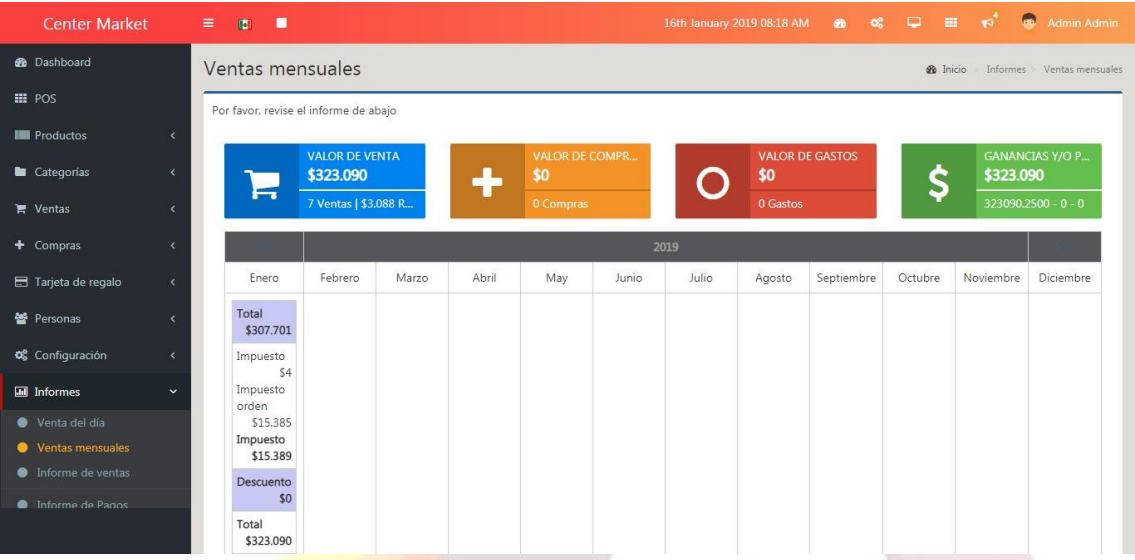 Center Market
16th January 2019 08:18 AM
4
Admin Admin
Dashboard
POS
Productos
Categorías
Ventas
Compras
Tarjeta de regalo
Personas
Configuración
Informes
Venta del día
Ventas mensuales
Informe de ventas
Informe de Pagos
Ventas mensuales
Inicio > Informes > Ventas mensuales
Por favor, revise el informe de abajo
VALOR DE VENTA
$323.090
7 Ventas | $3.088 R...
VALOR DE COMPR...
$0
0 Compras
VALOR DE GASTOS
$0
0 Gastos
GANANCIAS Y/O P...
$323.090
323090.2500 - 0 - 0
2019
Enero Febrero Marzo Abril May Junio Julio Agosto Septiembre Octubre Noviembre Diciembre
Total
$307.701
Impuesto
$4
Impuesto
orden
$15.385
Impuesto
$15.389
Descuento
$0
Total
$323.090